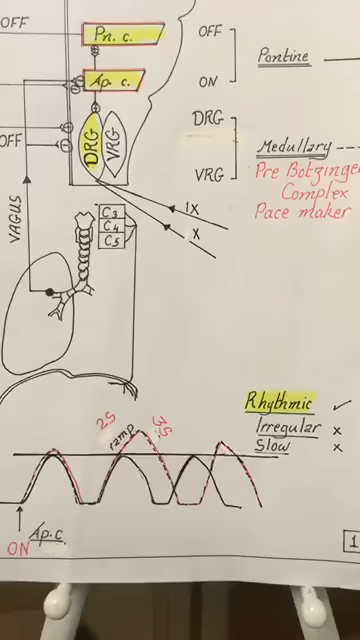 OFF
Pn. c.
OFF
Pontine
Ap. c.
ON
DRG
VRG
DRG
OFF
Medullary
VRG
Pre Botzinger
Complex
Pace maker
IX
X
VAGUS
C3
C4
C5
Rhythmic ✓
Irregular x
Slow x
2S
ramp
3S
Ap.c.
ON
1